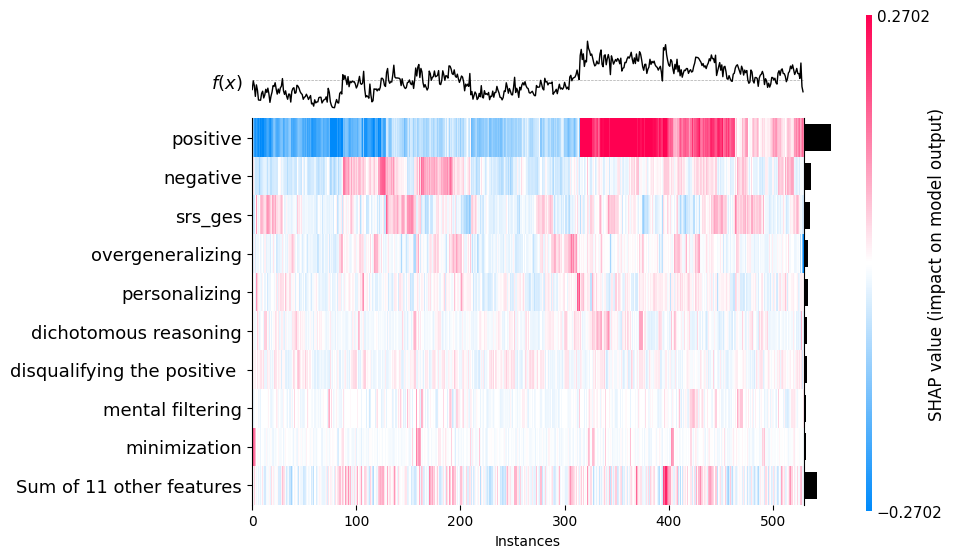 0.2702
f(x)
positive
negative
srs_ges
overgeneralizing
personalizing
dichotomous reasoning
disqualifying the positive
mental filtering
minimization
Sum of 11 other features
0 100 200 300 400 500
Instances
−0.2702
SHAP value (impact on model output)